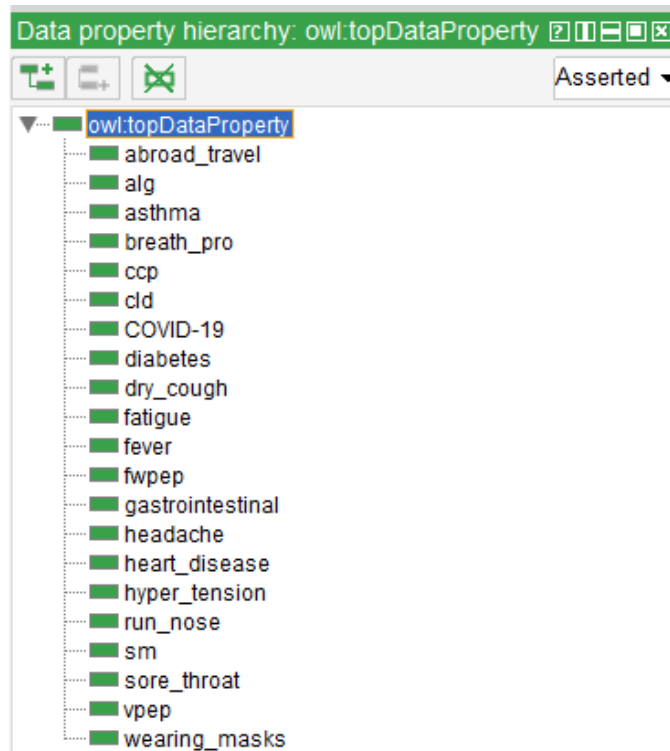 Data property hierarchy: owl:topDataProperty
Asserted
owl:topDataProperty
abroad_travel
alg
asthma
breath_pro
ccp
cld
COVID-19
diabetes
dry_cough
fatigue
fever
fwpep
gastrointestinal
headache
heart_disease
hyper_tension
run_nose
sm
sore_throat
vpep
wearing_masks